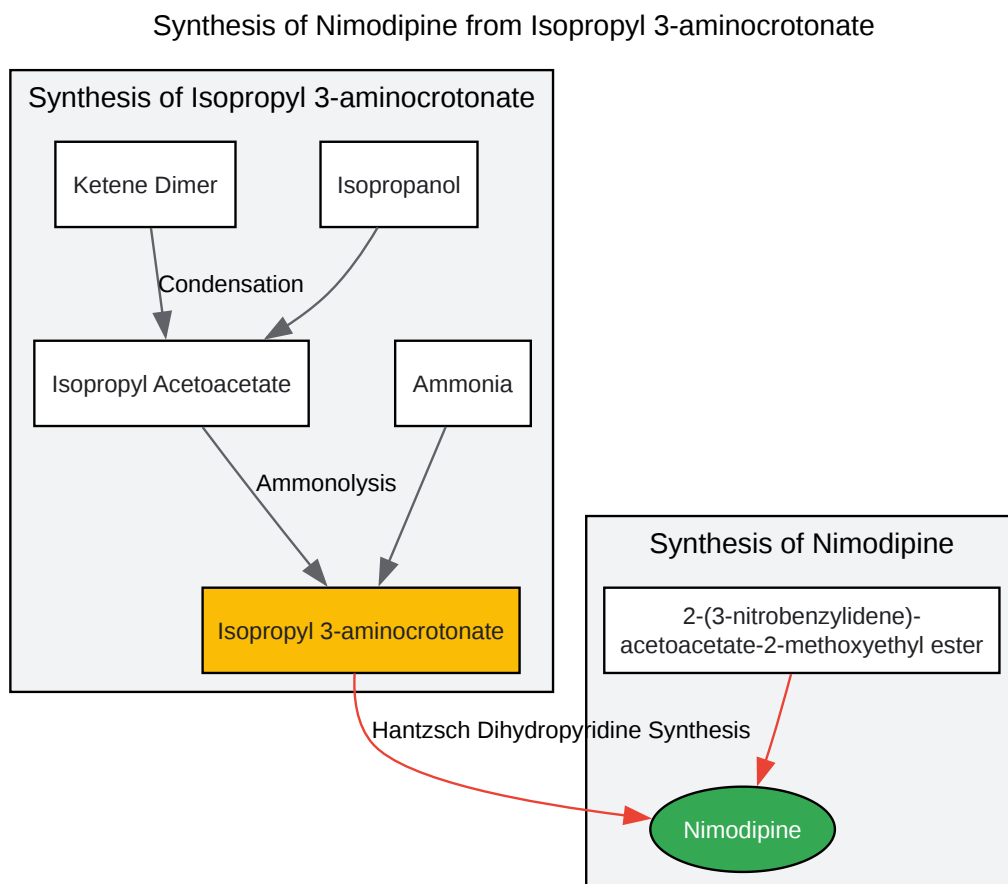 Synthesis of Nimodipine from Isopropyl 3-aminocrotonate
Synthesis of Isopropyl 3-aminocrotonate
Ketene Dimer
Isopropanol
Condensation
Isopropyl Acetoacetate
Ammonia
Ammonolysis
Isopropyl 3-aminocrotonate
Synthesis of Nimodipine
2-(3-nitrobenzylidene)-
acetoacetate-2-methoxyethyl ester
Hantzsch Dihydropyridine Synthesis
Nimodipine